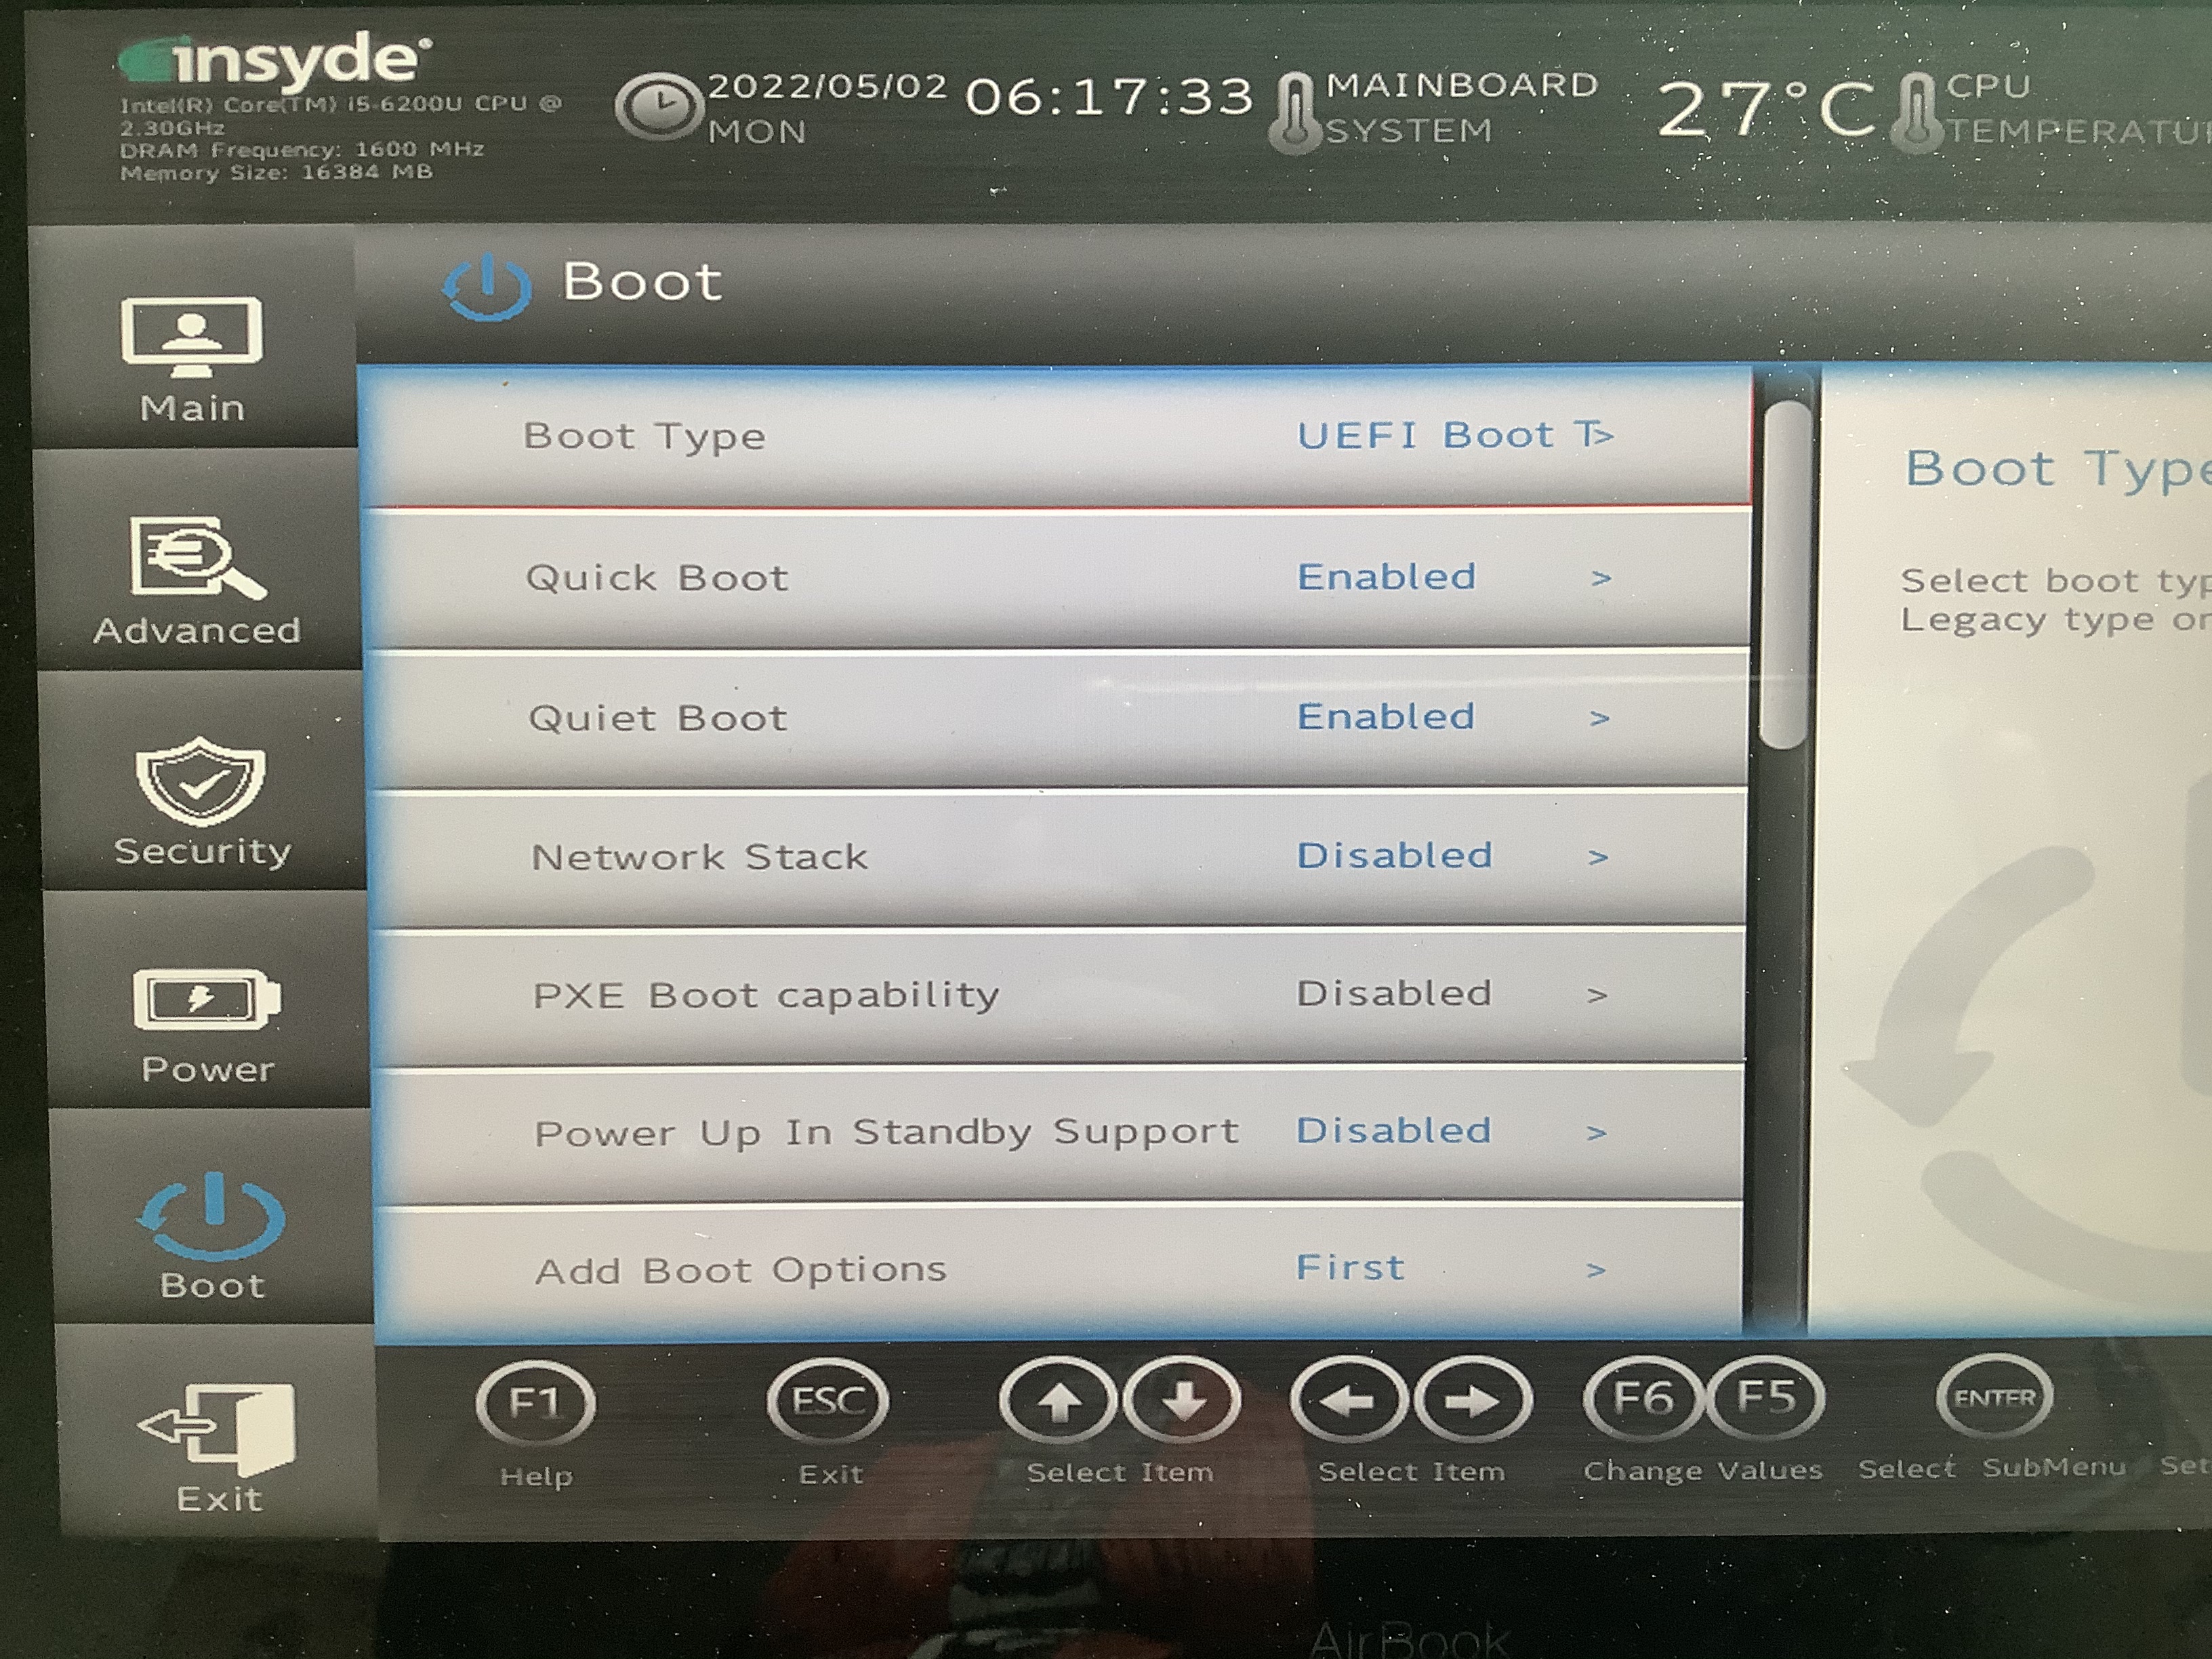 insyde®
Intel(R) Core(TM) i5-6200U CPU @
2.30GHz
DRAM Frequency: 1600 MHz
Memory Size: 16384 MB
2022/05/02
MON
06:17:33
MAINBOARD
SYSTEM
27°C
CPU
TEMPERATU
Main
Advanced
Security
Power
Boot
Exit
Boot
Boot Type UEFI Boot T>
Quick Boot Enabled >
Quiet Boot Enabled >
Network Stack Disabled >
PXE Boot capability Disabled >
Power Up In Standby Support Disabled >
Add Boot Options First >
Boot Type
Select boot typ
Legacy type or
F1 ESC F6 F5 ENTER
Help Exit Select Item Select Item Change Values Select SubMenu Set
AirBook